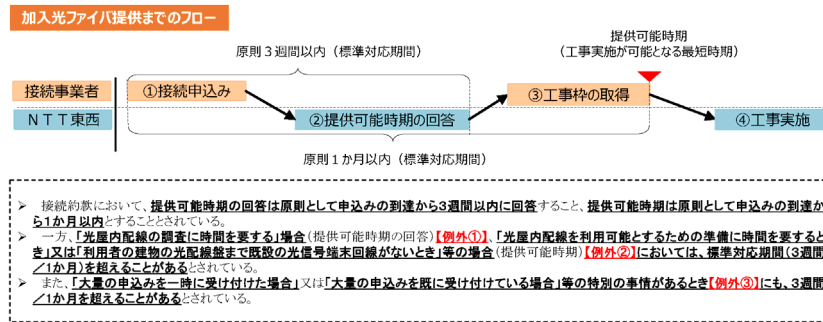 加入光ファイバ提供までのフロー
提供可能時期
（工事実施が可能となる最短時期）
原則３週間以内（標準対応期間）
接続事業者
①接続申込み
③工事枠の取得
ＮＴＴ東西
②提供可能時期の回答
④工事実施
原則１か月以内（標準対応期間）
➢ 接続約款において、提供可能時期の回答は原則として申込みの到達から3週間以内に回答すること、提供可能時期は原則として申込みの到達か
ら1か月以内とすることとされている。
➢ 一方、「光屋内配線の調査に時間を要する」場合（提供可能時期の回答）【例外①】、「光屋内配線を利用可能とするための準備に時間を要すると
き」又は「利用者の建物の光配線盤まで既設の光信号端末回線がないとき」等の場合（提供可能時期）【例外②】においては、標準対応期間（3週間
／1か月）を超えることがあるとされている。
➢ また、「大量の申込みを一時に受け付けた場合」又は「大量の申込みを既に受け付けている場合」等の特別の事情があるとき【例外③】にも、3週間
／1か月を超えることがあるとされている。